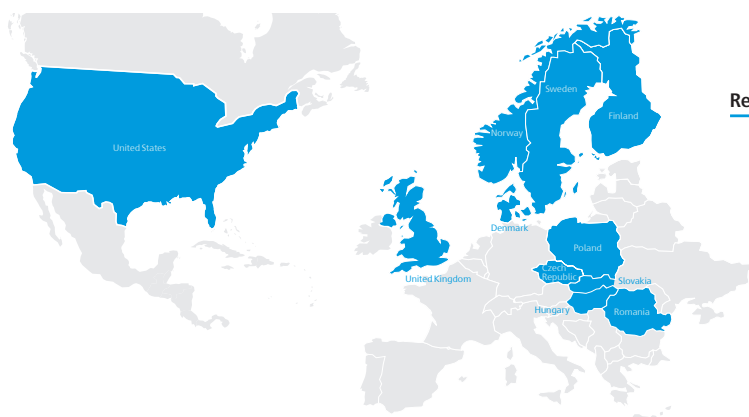 Re
Sweden
Finland
Norway
United States
Denmark
Poland
Czech
Republic
United Kingdom
Slovakia
Hungary
Romania